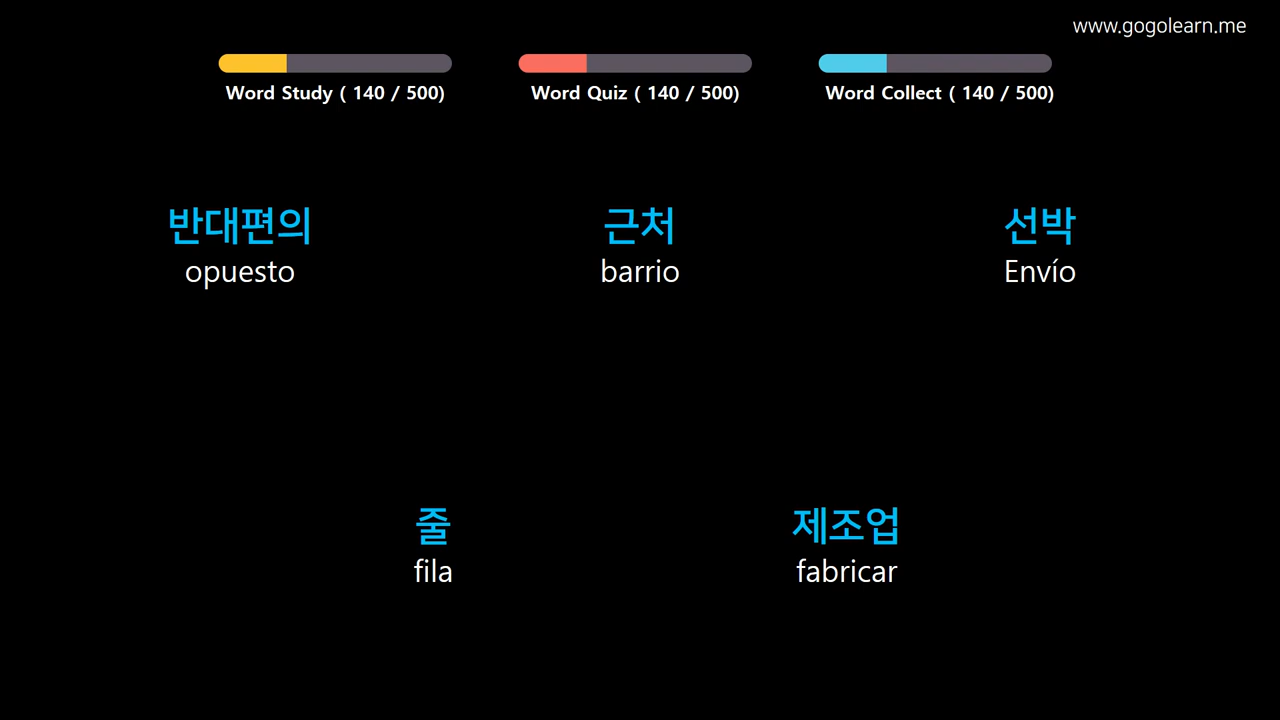 www.gogolearn.me
Word Study ( 140 / 500)
Word Quiz ( 140 / 500)
Word Collect ( 140 / 500)
반대편의
opuesto
근처
barrio
선박
Envío
줄
fila
제조업
fabricar